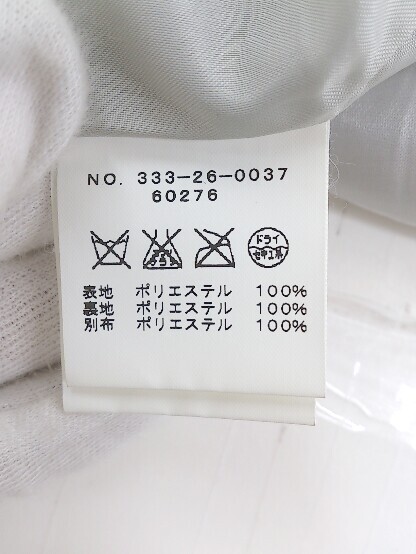 NO. 333-26-0037
60276
ドライ
セキユ系
表地 ポリエステル 100%
裏地 ポリエステル 100%
別布 ポリエステル 100%